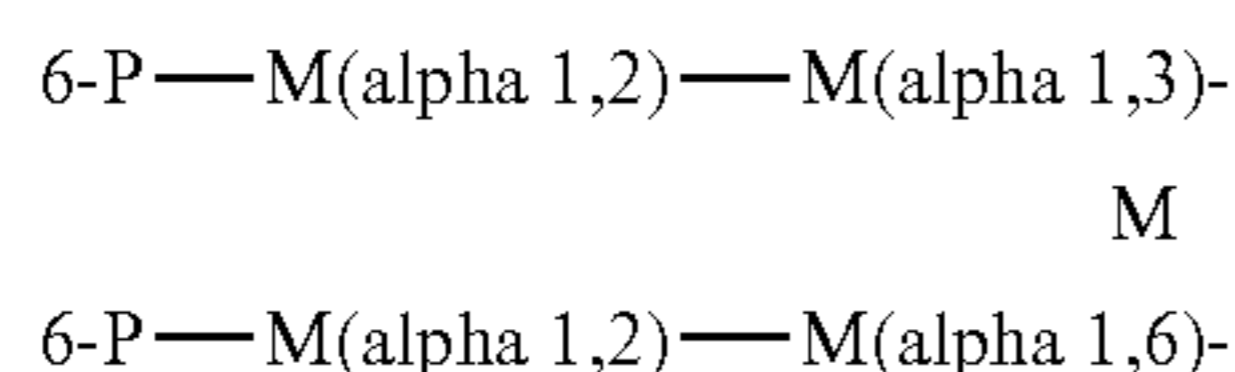 6-P—M(alpha 1,2)—M(alpha 1,3)-
M
6-P—M(alpha 1,2)—M(alpha 1,6)-